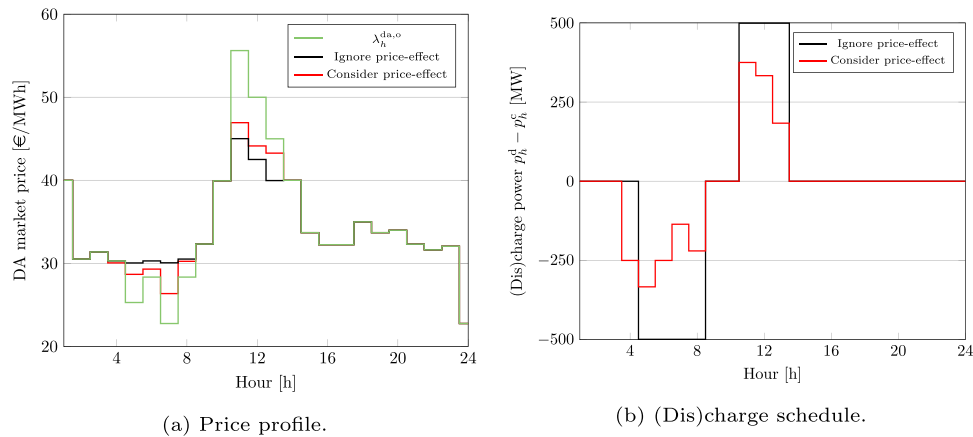 60
50
40
30
20
4
8
12
16
20
24
DA market price [€/MWh]
Hour [h]
λ_h^{da,o}
Ignore price-effect
Consider price-effect
(a) Price profile.
500
250
0
−250
−500
4
8
12
16
20
24
(Dis)charge power p_h^d − p_h^c [MW]
Hour [h]
Ignore price-effect
Consider price-effect
(b) (Dis)charge schedule.